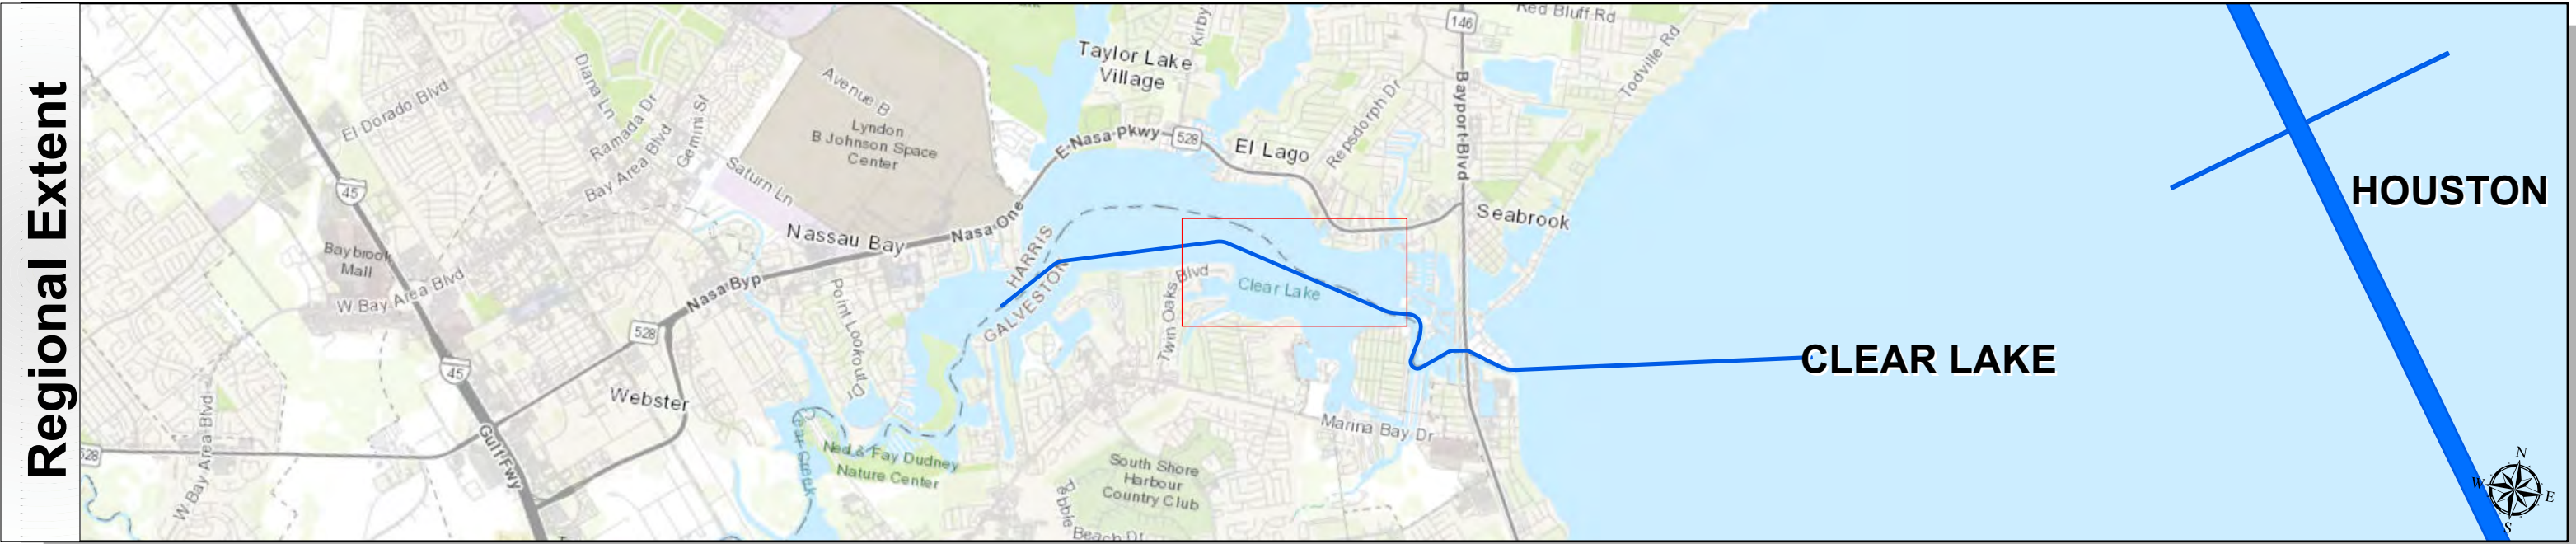 Regional Extent
Red Bluff Rd
146
Kirby
Taylor Lake
Village
Todville Rd
Diana Ln
Avenue B
El Dorado Blvd
Ramada Dr
Gemini St
Lyndon
B Johnson Space
Center
Bayport Blvd
E Nasa Pkwy
528
El Lago
Repsdorph Dr
Bay Area Blvd
Saturn Ln
45
HOUSTON
Nassau Bay
Nasa One
Seabrook
Baybrook
Mall
HARRIS
GALVESTON
W Bay Area Blvd
Nasa Byp
Point Lookout Dr
Twin Oaks Blvd
Clear Lake
528
45
CLEAR LAKE
Webster
W Bay Area Blvd
Gulf Fwy
528
Marina Bay Dr
Ned & Fay Dudney
Nature Center
South Shore
Harbour
Country Club
Beach Dr
N
W
E
S